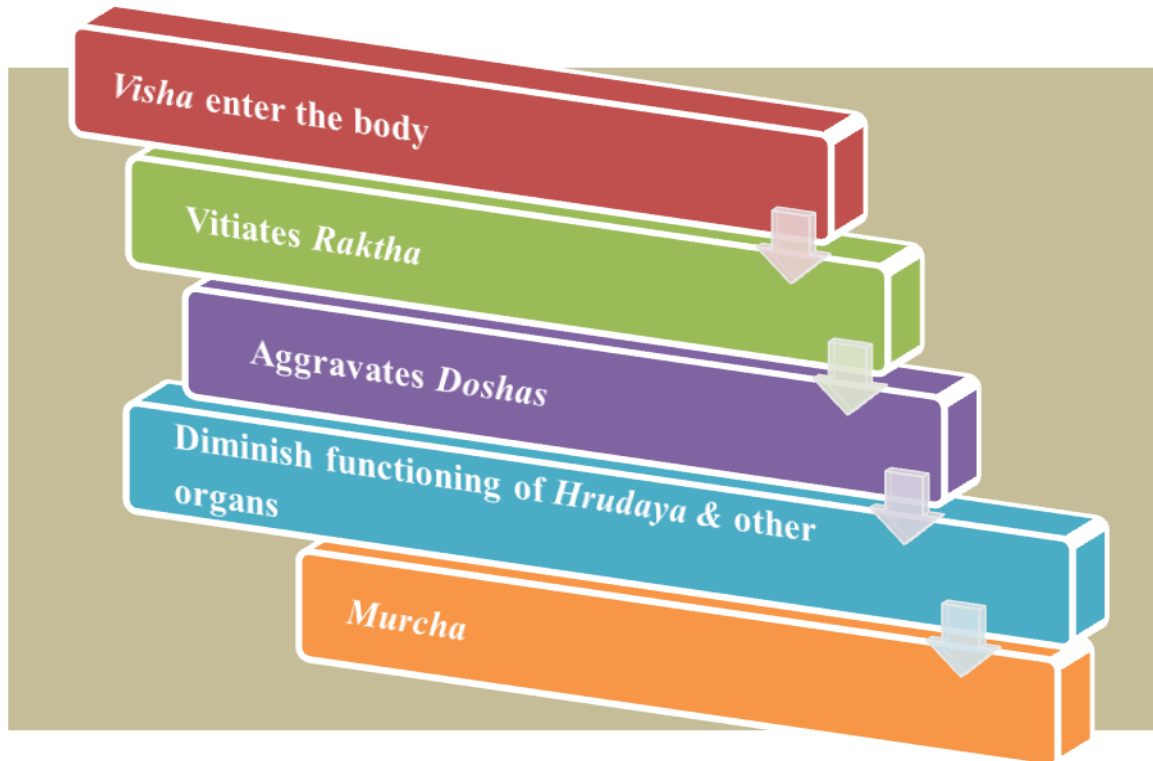 Visha enter the body
Vitiates Raktha
Aggravates Doshas
Diminish functioning of Hrudaya & other
organs
Murcha